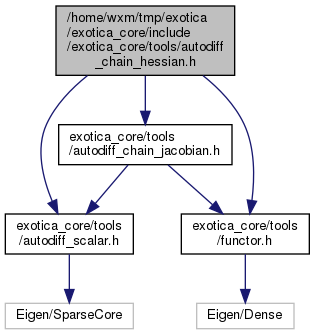 /home/wxm/tmp/exotica
/exotica_core/include
/exotica_core/tools/autodiff
_chain_hessian.h
exotica_core/tools
/autodiff_chain_jacobian.h
exotica_core/tools
/autodiff_scalar.h
exotica_core/tools
/functor.h
Eigen/SparseCore
Eigen/Dense